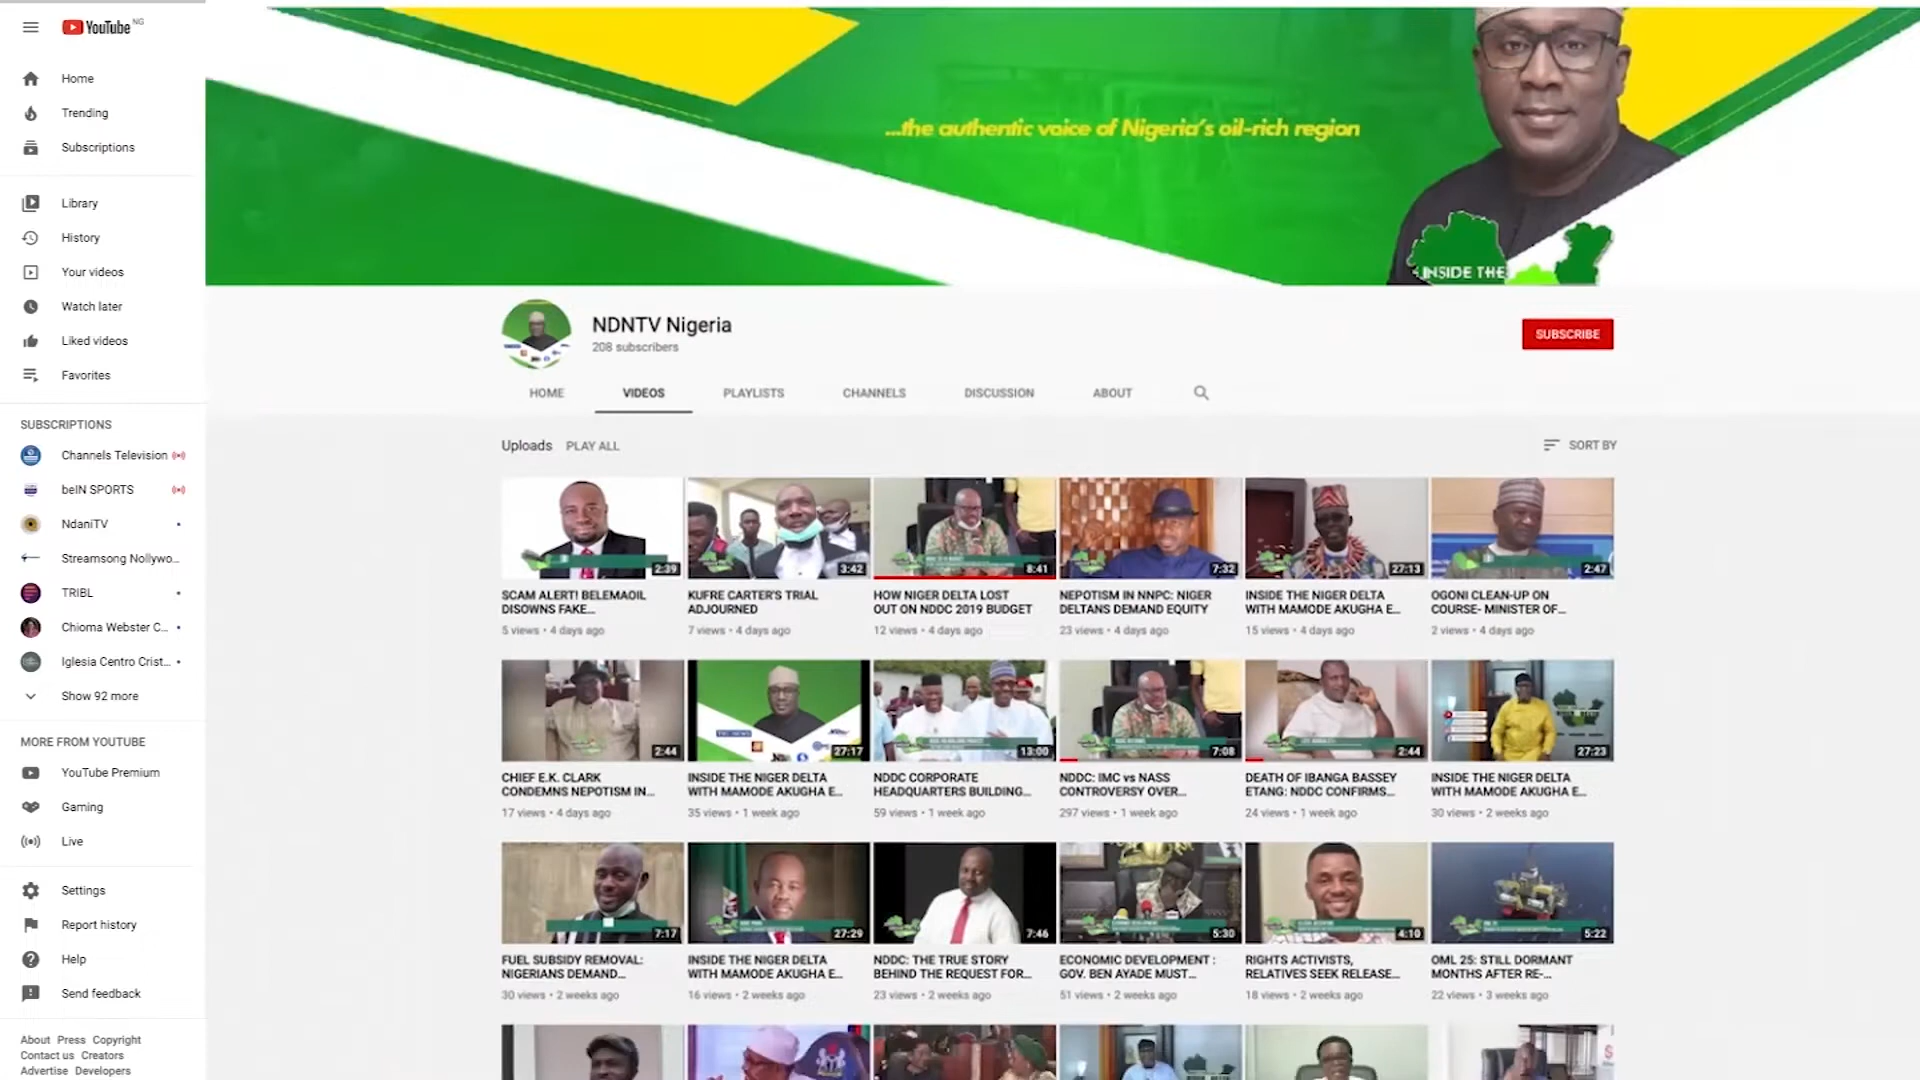 YouTube NG
Home
Trending
Subscriptions
Library
History
Your videos
Watch later
Liked videos
Favorites
SUBSCRIPTIONS
Channels Television
beIN SPORTS
NdaniTV
Streamsong Nollywo...
TRIBL
Chioma Webster C...
Iglesia Centro Crist...
Show 92 more
MORE FROM YOUTUBE
YouTube Premium
Gaming
Live
Settings
Report history
Help
Send feedback
About Press Copyright
Contact us Creators
Advertise Developers
...the authentic voice of Nigeria's oil-rich region
INSIDE THE
NDNTV Nigeria
208 subscribers
SUBSCRIBE
HOME VIDEOS PLAYLISTS CHANNELS DISCUSSION ABOUT
Uploads PLAY ALL
SORT BY
2:39
SCAM ALERT! BELEMAOIL
DISOWNS FAKE...
5 views • 4 days ago
3:42
KUFRE CARTER'S TRIAL
ADJOURNED
7 views • 4 days ago
8:41
HOW NIGER DELTA LOST
OUT ON NDDC 2019 BUDGET
12 views • 4 days ago
7:32
NEPOTISM IN NNPC: NIGER
DELTANS DEMAND EQUITY
23 views • 4 days ago
27:13
INSIDE THE NIGER DELTA
WITH MAMODE AKUGHA E...
15 views • 4 days ago
2:47
OGONI CLEAN-UP ON
COURSE- MINISTER OF...
2 views • 4 days ago
2:44
CHIEF E.K. CLARK
CONDEMNS NEPOTISM IN...
17 views • 4 days ago
27:17
INSIDE THE NIGER DELTA
WITH MAMODE AKUGHA E...
35 views • 1 week ago
13:00
NDDC CORPORATE
HEADQUARTERS BUILDING...
59 views • 1 week ago
7:08
NDDC: IMC vs NASS
CONTROVERSY OVER...
297 views • 1 week ago
2:44
DEATH OF IBANGA BASSEY
ETANG: NDDC CONFIRMS...
24 views • 1 week ago
27:23
INSIDE THE NIGER DELTA
WITH MAMODE AKUGHA E...
30 views • 2 weeks ago
7:17
FUEL SUBSIDY REMOVAL:
NIGERIANS DEMAND...
30 views • 2 weeks ago
27:29
INSIDE THE NIGER DELTA
WITH MAMODE AKUGHA E...
16 views • 2 weeks ago
7:46
NDDC: THE TRUE STORY
BEHIND THE REQUEST FOR...
23 views • 2 weeks ago
5:30
ECONOMIC DEVELOPMENT :
GOV. BEN AYADE MUST...
51 views • 2 weeks ago
4:10
RIGHTS ACTIVISTS,
RELATIVES SEEK RELEASE...
18 views • 2 weeks ago
5:22
OML 25: STILL DORMANT
MONTHS AFTER RE-...
22 views • 3 weeks ago